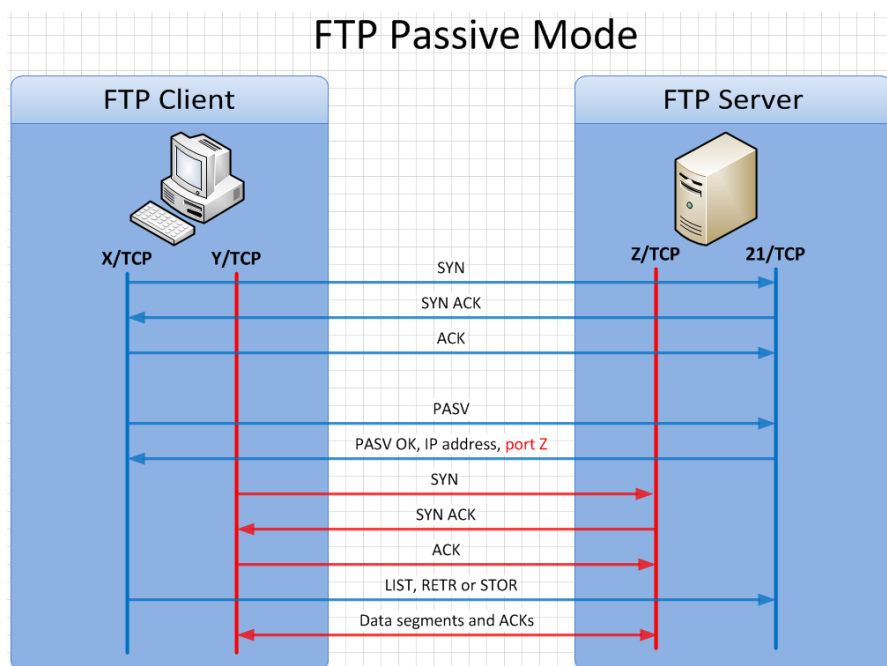 FTP Passive Mode
FTP Client
FTP Server
X/TCP
Y/TCP
Z/TCP
21/TCP
SYN
SYN ACK
ACK
PASV
PASV OK, IP address, port Z
SYN
SYN ACK
ACK
LIST, RETR or STOR
Data segments and ACKs